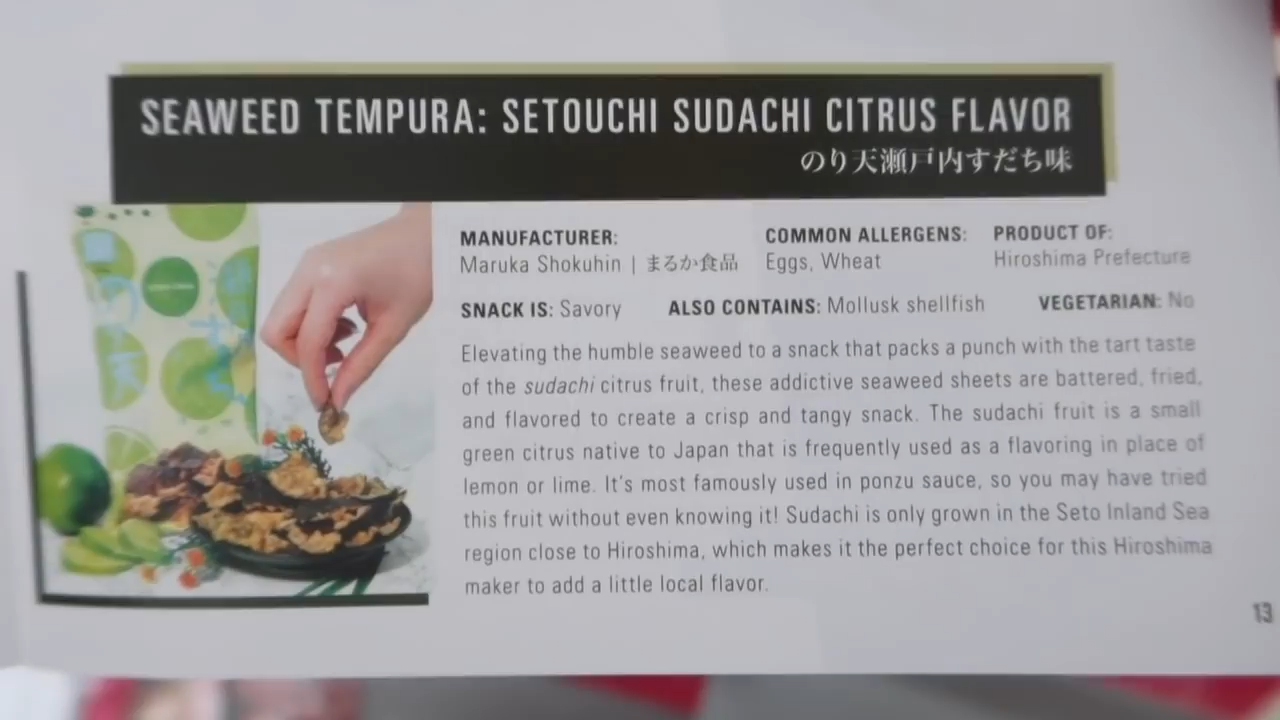 SEAWEED TEMPURA: SETOUCHI SUDACHI CITRUS FLAVOR
のり天瀬戸内すだち味
MANUFACTURER:
Maruka Shokuhin | まるか食品
COMMON ALLERGENS:
Eggs, Wheat
PRODUCT OF:
Hiroshima Prefecture
SNACK IS: Savory
ALSO CONTAINS: Mollusk shellfish
VEGETARIAN: No
Elevating the humble seaweed to a snack that packs a punch with the tart taste
of the sudachi citrus fruit, these addictive seaweed sheets are battered, fried,
and flavored to create a crisp and tangy snack. The sudachi fruit is a small
green citrus native to Japan that is frequently used as a flavoring in place of
lemon or lime. It's most famously used in ponzu sauce, so you may have tried
this fruit without even knowing it! Sudachi is only grown in the Seto Inland Sea
region close to Hiroshima, which makes it the perfect choice for this Hiroshima
maker to add a little local flavor.
13